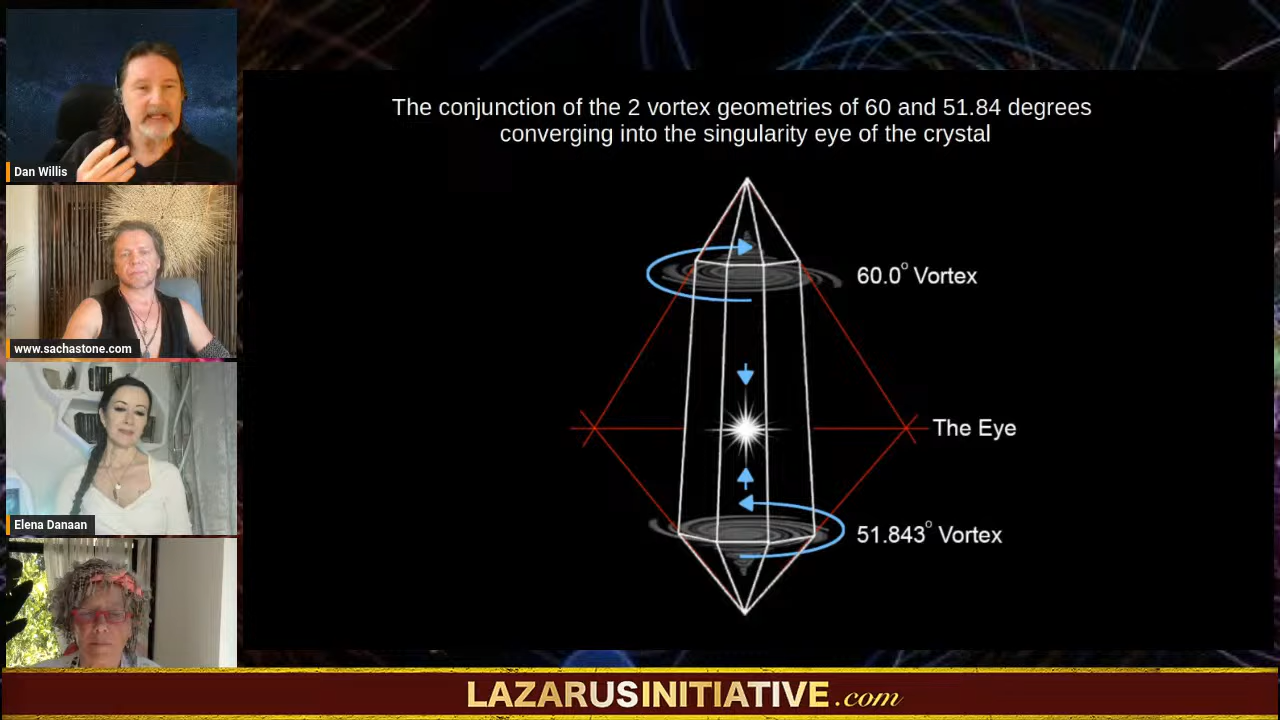 Dan Willis
www.sachastone.com
Elena Danaan
The conjunction of the 2 vortex geometries of 60 and 51.84 degrees
converging into the singularity eye of the crystal
60.0° Vortex
The Eye
51.843° Vortex
LAZARUSINITIATIVE.com